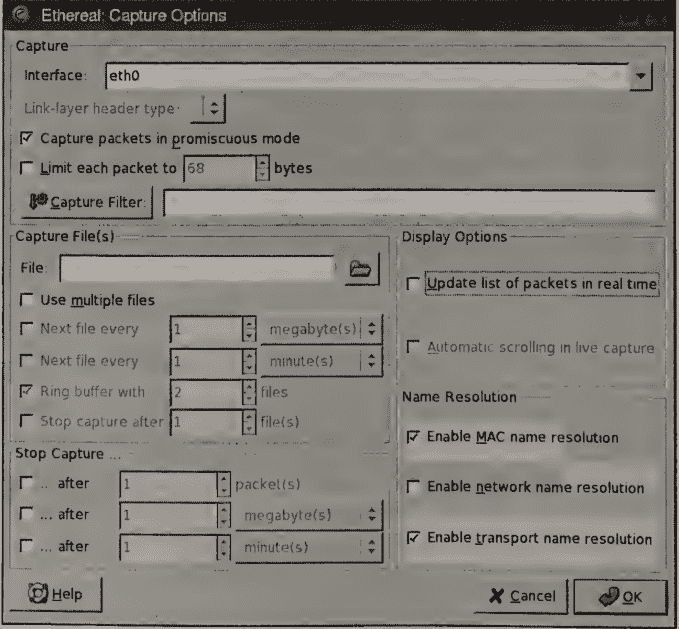 Ethereal: Capture Options
Capture
Interface: eth0
Link-layer header type:
Capture packets in promiscuous mode
Limit each packet to 68 bytes
Capture Filter:
Capture File(s)
File:
Use multiple files
Next file every 1 megabyte(s)
Next file every 1 minute(s)
Ring buffer with 2 files
Stop capture after 1 file(s)
Stop Capture ...
... after 1 packet(s)
... after 1 megabyte(s)
... after 1 minute(s)
Display Options
Update list of packets in real time
Automatic scrolling in live capture
Name Resolution
Enable MAC name resolution
Enable network name resolution
Enable transport name resolution
Help
Cancel
OK